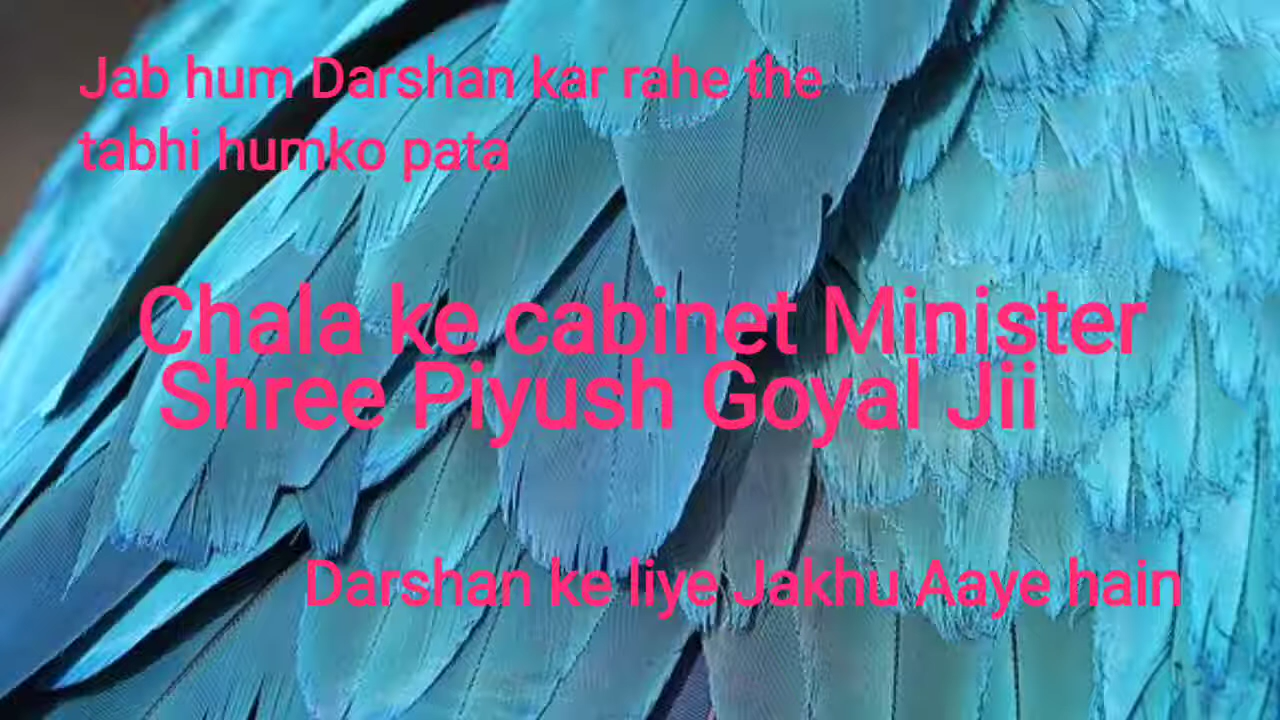 Jab hum Darshan kar rahe the
tabhi humko pata
Chala ke cabinet Minister
Shree Piyush Goyal Jii
Darshan ke liye Jakhu Aaye hain